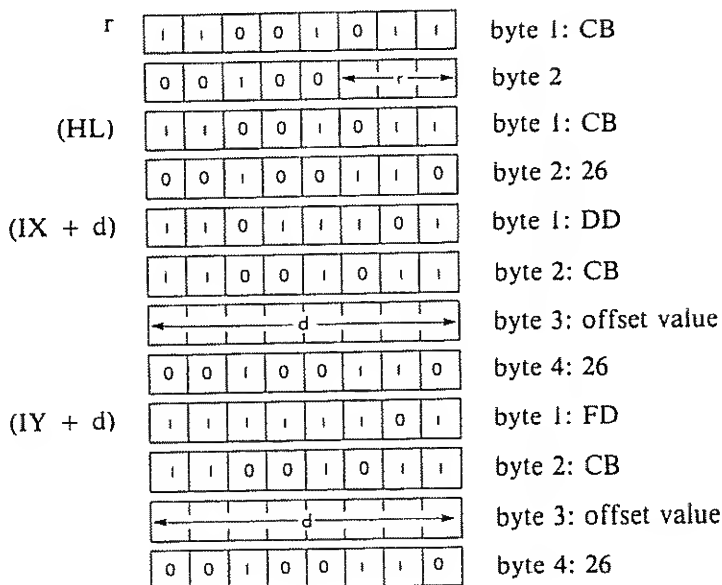 r 1 1 0 0 1 0 1 1 byte 1: CB
0 0 1 0 0 r byte 2
(HL) 1 1 0 0 1 0 1 1 byte 1: CB
0 0 1 0 0 1 1 0 byte 2: 26
(IX + d) 1 1 0 1 1 1 0 1 byte 1: DD
1 1 0 0 1 0 1 1 byte 2: CB
d byte 3: offset value
0 0 1 0 0 1 1 0 byte 4: 26
(IY + d) 1 1 1 1 1 1 0 1 byte 1: FD
1 1 0 0 1 0 1 1 byte 2: CB
d byte 3: offset value
0 0 1 0 0 1 1 0 byte 4: 26